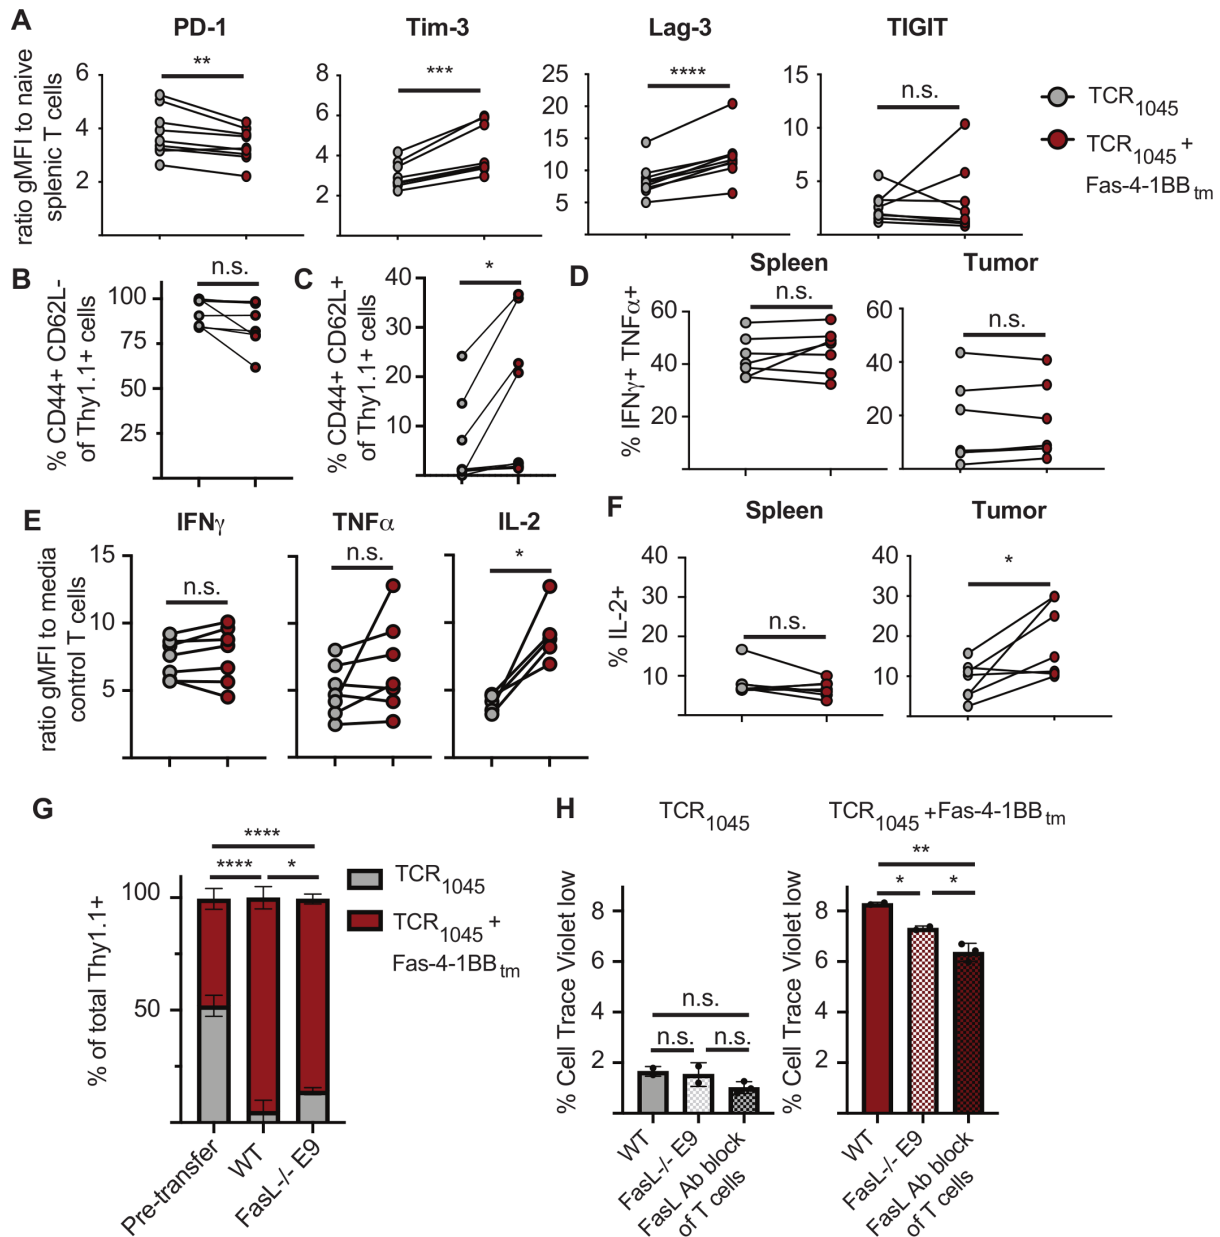 A
PD-1
Tim-3
Lag-3
TIGIT
ratio gMFI to naive
splenic T cells
6
4
2
**
8
6
4
2
***
25
20
15
10
5
****
15
10
5
n.s.
TCR1045
TCR1045 +
Fas-4-1BBtm
B
% CD44+ CD62L-
of Thy1.1+ cells
100
75
50
25
n.s.
C
% CD44+ CD62L+
of Thy1.1+ cells
40
30
20
10
*
D
Spleen
Tumor
% IFNγ+ TNFα+
60
40
20
n.s.
60
40
20
n.s.
E
IFNγ
TNFα
IL-2
ratio gMFI to media
control T cells
15
10
5
n.s.
n.s.
*
F
Spleen
Tumor
% IL-2+
40
30
20
10
n.s.
40
30
20
10
*
G
% of total Thy1.1+
100
50
****
****
*
TCR1045
TCR1045 +
Fas-4-1BBtm
Pre-transfer
WT
FasL-/- E9
H
TCR1045
TCR1045 +Fas-4-1BBtm
% Cell Trace Violet low
8
6
4
2
n.s.
n.s.
n.s.
WT
FasL-/- E9
FasL Ab block
of T cells
% Cell Trace Violet low
8
6
4
2
**
*
*
WT
FasL-/- E9
FasL Ab block
of T cells